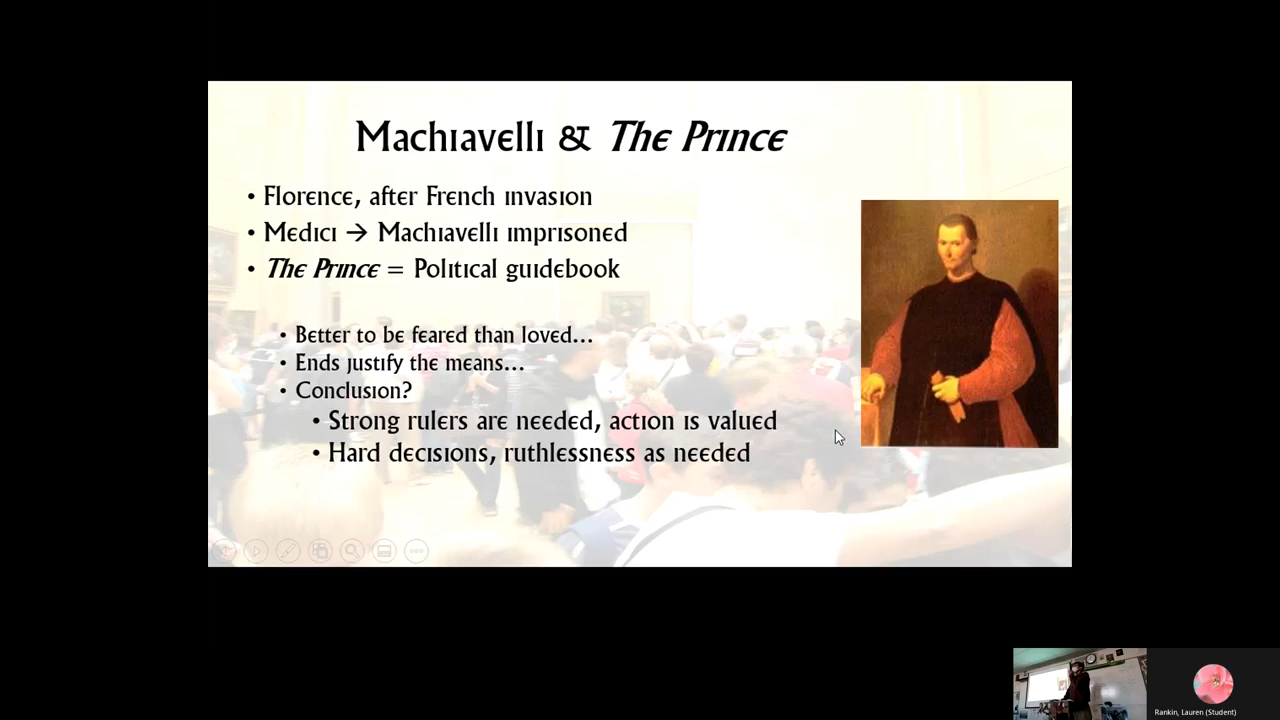 Machiavelli & The Prince
• Florence, after French invasion
• Medici → Machiavelli imprisoned
• The Prince = Political guidebook
• Better to be feared than loved...
• Ends justify the means...
• Conclusion?
• Strong rulers are needed, action is valued
• Hard decisions, ruthlessness as needed
Rankin, Lauren (Student)